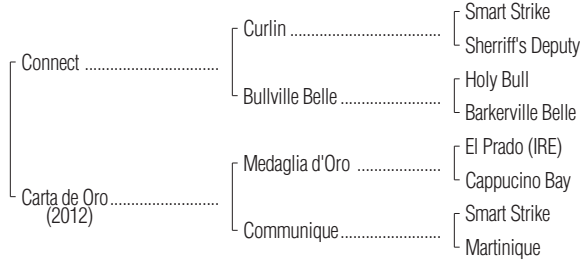 Smart Strike
Curlin
Sherriff's Deputy
Connect
Holy Bull
Bullville Belle
Barkerville Belle
El Prado (IRE)
Medaglia d'Oro
Cappucino Bay
Carta de Oro
(2012)
Smart Strike
Communique
Martinique